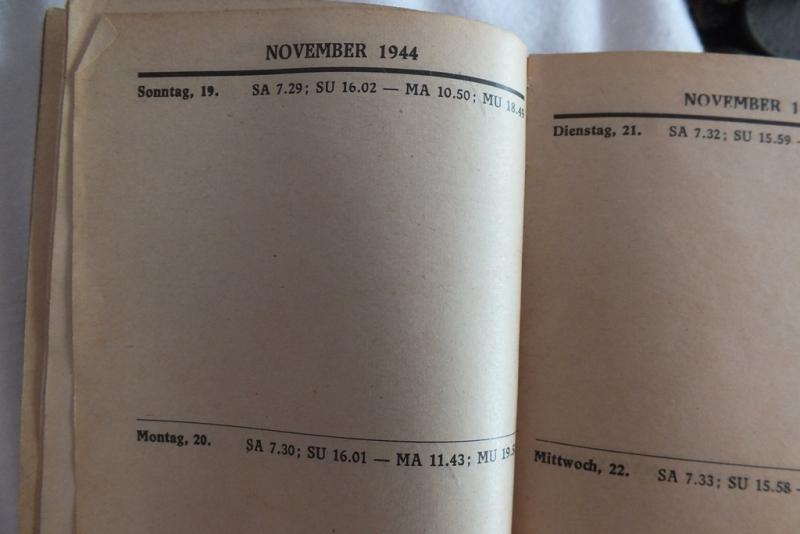 NOVEMBER 1944
Sonntag, 19. SA 7.29; SU 16.02 — MA 10.50; MU 18.49
Montag, 20. SA 7.30; SU 16.01 — MA 11.43; MU
NOVEMBER
Dienstag, 21. SA 7.32; SU 15.59 -
Mittwoch, 22. SA 7.33; SU 15.58 -